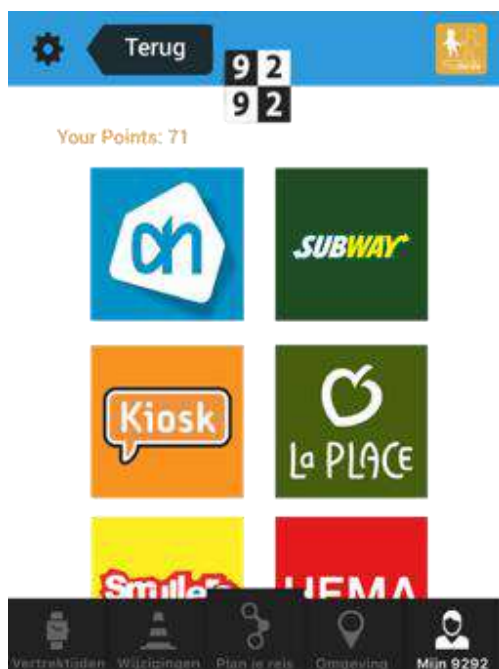 Terug
9 2
9 2
Your Points: 71
ah
SUBWAY
Kiosk
La PLACE
Smullers
HEMA
Vertrektijden Wijzigingen Plan je reis Omgeving Mijn 9292